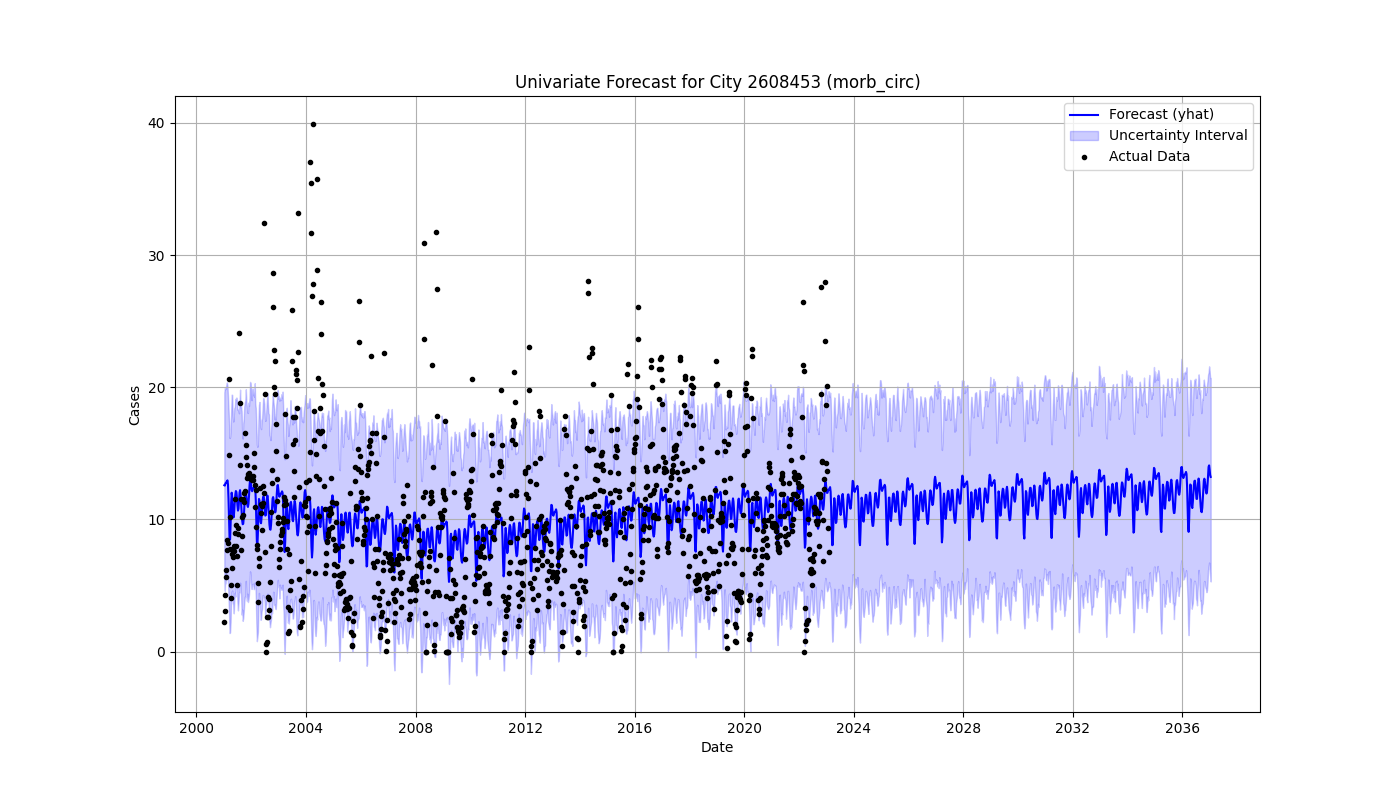 Univariate Forecast for City 2608453 (morb_circ)
Forecast (yhat)
Uncertainty Interval
Actual Data
Cases
40
30
20
10
0
2000 2004 2008 2012 2016 2020 2024 2028 2032 2036
Date